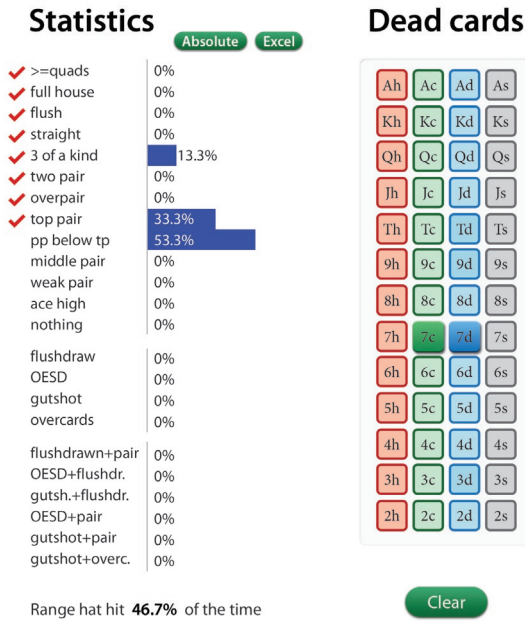 Statistics
Absolute Excel
>=quads 0%
full house 0%
flush 0%
straight 0%
3 of a kind 13.3%
two pair 0%
overpair 0%
top pair 33.3%
pp below tp 53.3%
middle pair 0%
weak pair 0%
ace high 0%
nothing 0%
flushdraw 0%
OESD 0%
gutshot 0%
overcards 0%
flushdrawn+pair 0%
OESD+flushdr. 0%
gutsh.+flushdr. 0%
OESD+pair 0%
gutshot+pair 0%
gutshot+overc. 0%
Range hat hit 46.7% of the time
Dead cards
Ah Ac Ad As
Kh Kc Kd Ks
Qh Qc Qd Qs
Jh Jc Jd Js
Th Tc Td Ts
9h 9c 9d 9s
8h 8c 8d 8s
7h 7c 7d 7s
6h 6c 6d 6s
5h 5c 5d 5s
4h 4c 4d 4s
3h 3c 3d 3s
2h 2c 2d 2s
Clear